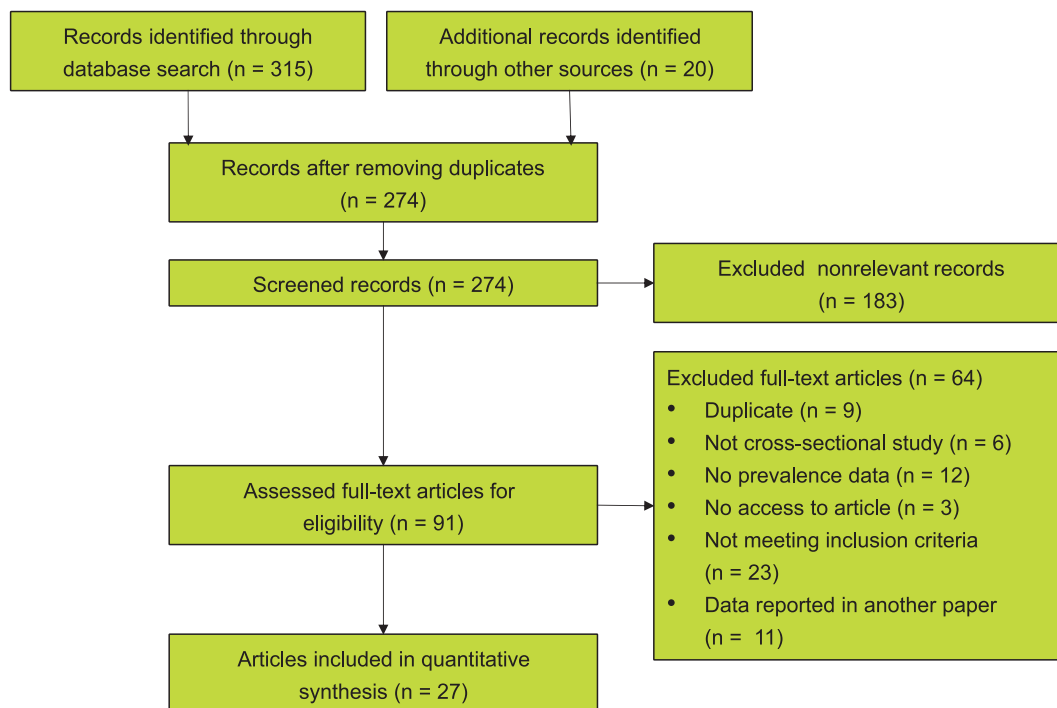 Records identified through
database search (n = 315)
Additional records identified
through other sources (n = 20)
Records after removing duplicates
(n = 274)
Screened records (n = 274)
Excluded nonrelevant records
(n = 183)
Assessed full-text articles for
eligibility (n = 91)
Excluded full-text articles (n = 64)
• Duplicate (n = 9)
• Not cross-sectional study (n = 6)
• No prevalence data (n = 12)
• No access to article (n = 3)
• Not meeting inclusion criteria
(n = 23)
• Data reported in another paper
(n = 11)
Articles included in quantitative
synthesis (n = 27)